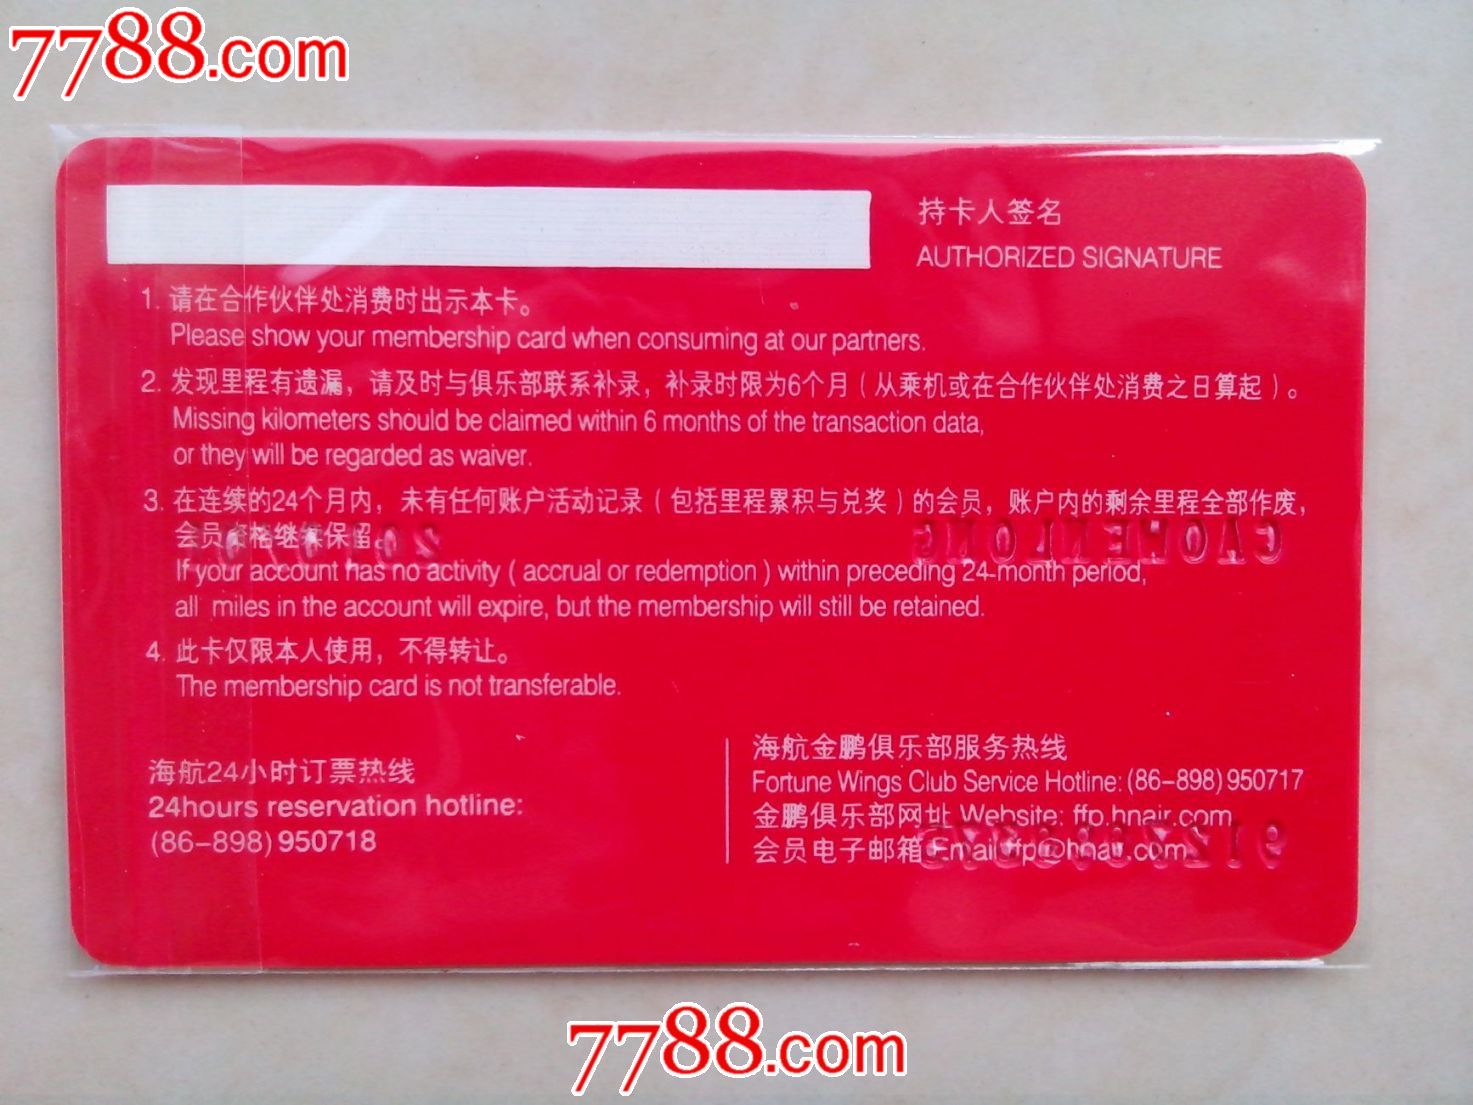 7788.com
持卡人签名
AUTHORIZED SIGNATURE
1. 请在合作伙伴处消费时出示本卡。
Please show your membership card when consuming at our partners.
2. 发现里程有遗漏，请及时与俱乐部联系补录，补录时限为6个月（从乘机或在合作伙伴处消费之日算起）。
Missing kilometers should be claimed within 6 months of the transaction data,
or they will be regarded as waiver.
3. 在连续的24个月内，未有任何账户活动记录（包括里程累积与兑奖）的会员，账户内的剩余里程全部作废，
会员资格继续保留。
If your account has no activity ( accrual or redemption ) within preceding 24-month period,
all miles in the account will expire, but the membership will still be retained.
4. 此卡仅限本人使用，不得转让。
The membership card is not transferable.
海航24小时订票热线
24hours reservation hotline:
(86-898) 950718
海航金鹏俱乐部服务热线
Fortune Wings Club Service Hotline: (86-898) 950717
金鹏俱乐部网址 Website: ffp.hnair.com
会员电子邮箱 Email:ffp@hnair.com
7788.com